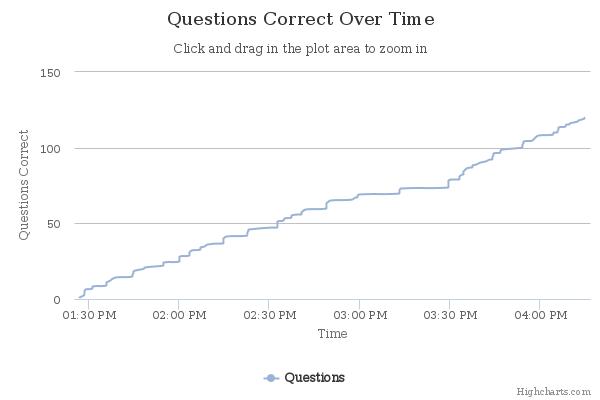 Questions Correct Over Time
Click and drag in the plot area to zoom in
Questions Correct
150
100
50
0
01:30 PM 02:00 PM 02:30 PM 03:00 PM 03:30 PM 04:00 PM
Time
Questions
Highcharts.com